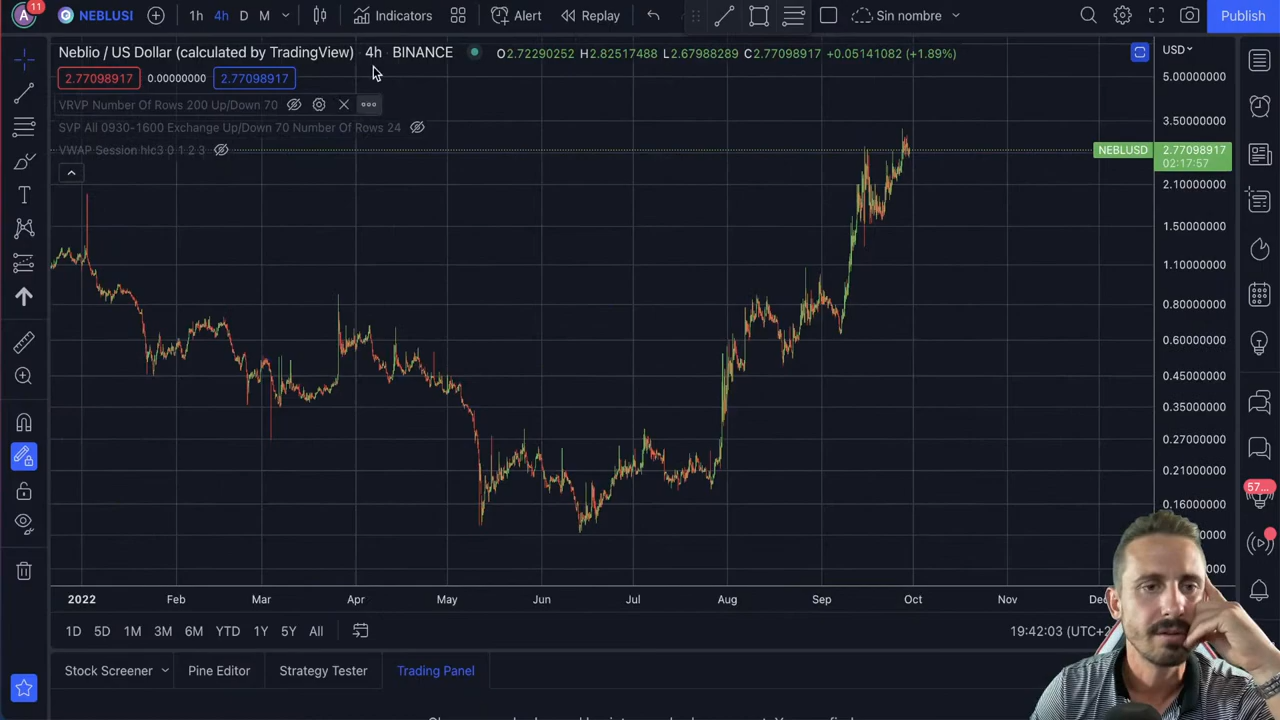 11
NEBLUSI
1h 4h D M
Indicators
Alert
Replay
Sin nombre
Publish
Neblio / US Dollar (calculated by TradingView) · 4h · BINANCE
O2.72290252 H2.82517488 L2.67988289 C2.77098917 +0.05141082 (+1.89%)
USD
2.77098917 0.00000000 2.77098917
VRVP Number Of Rows 200 Up/Down 70
SVP All 0930-1600 Exchange Up/Down 70 Number Of Rows 24
VWAP Session hlc3 0 1 2 3
5.00000000
3.50000000
NEBLUSD 2.77098917
02:17:57
2.10000000
1.50000000
1.10000000
0.80000000
0.60000000
0.45000000
0.35000000
0.27000000
0.21000000
57...
0.16000000
2022 Feb Mar Apr May Jun Jul Aug Sep Oct Nov
1D 5D 1M 3M 6M YTD 1Y 5Y All
19:42:03 (UTC+2
Stock Screener
Pine Editor
Strategy Tester
Trading Panel